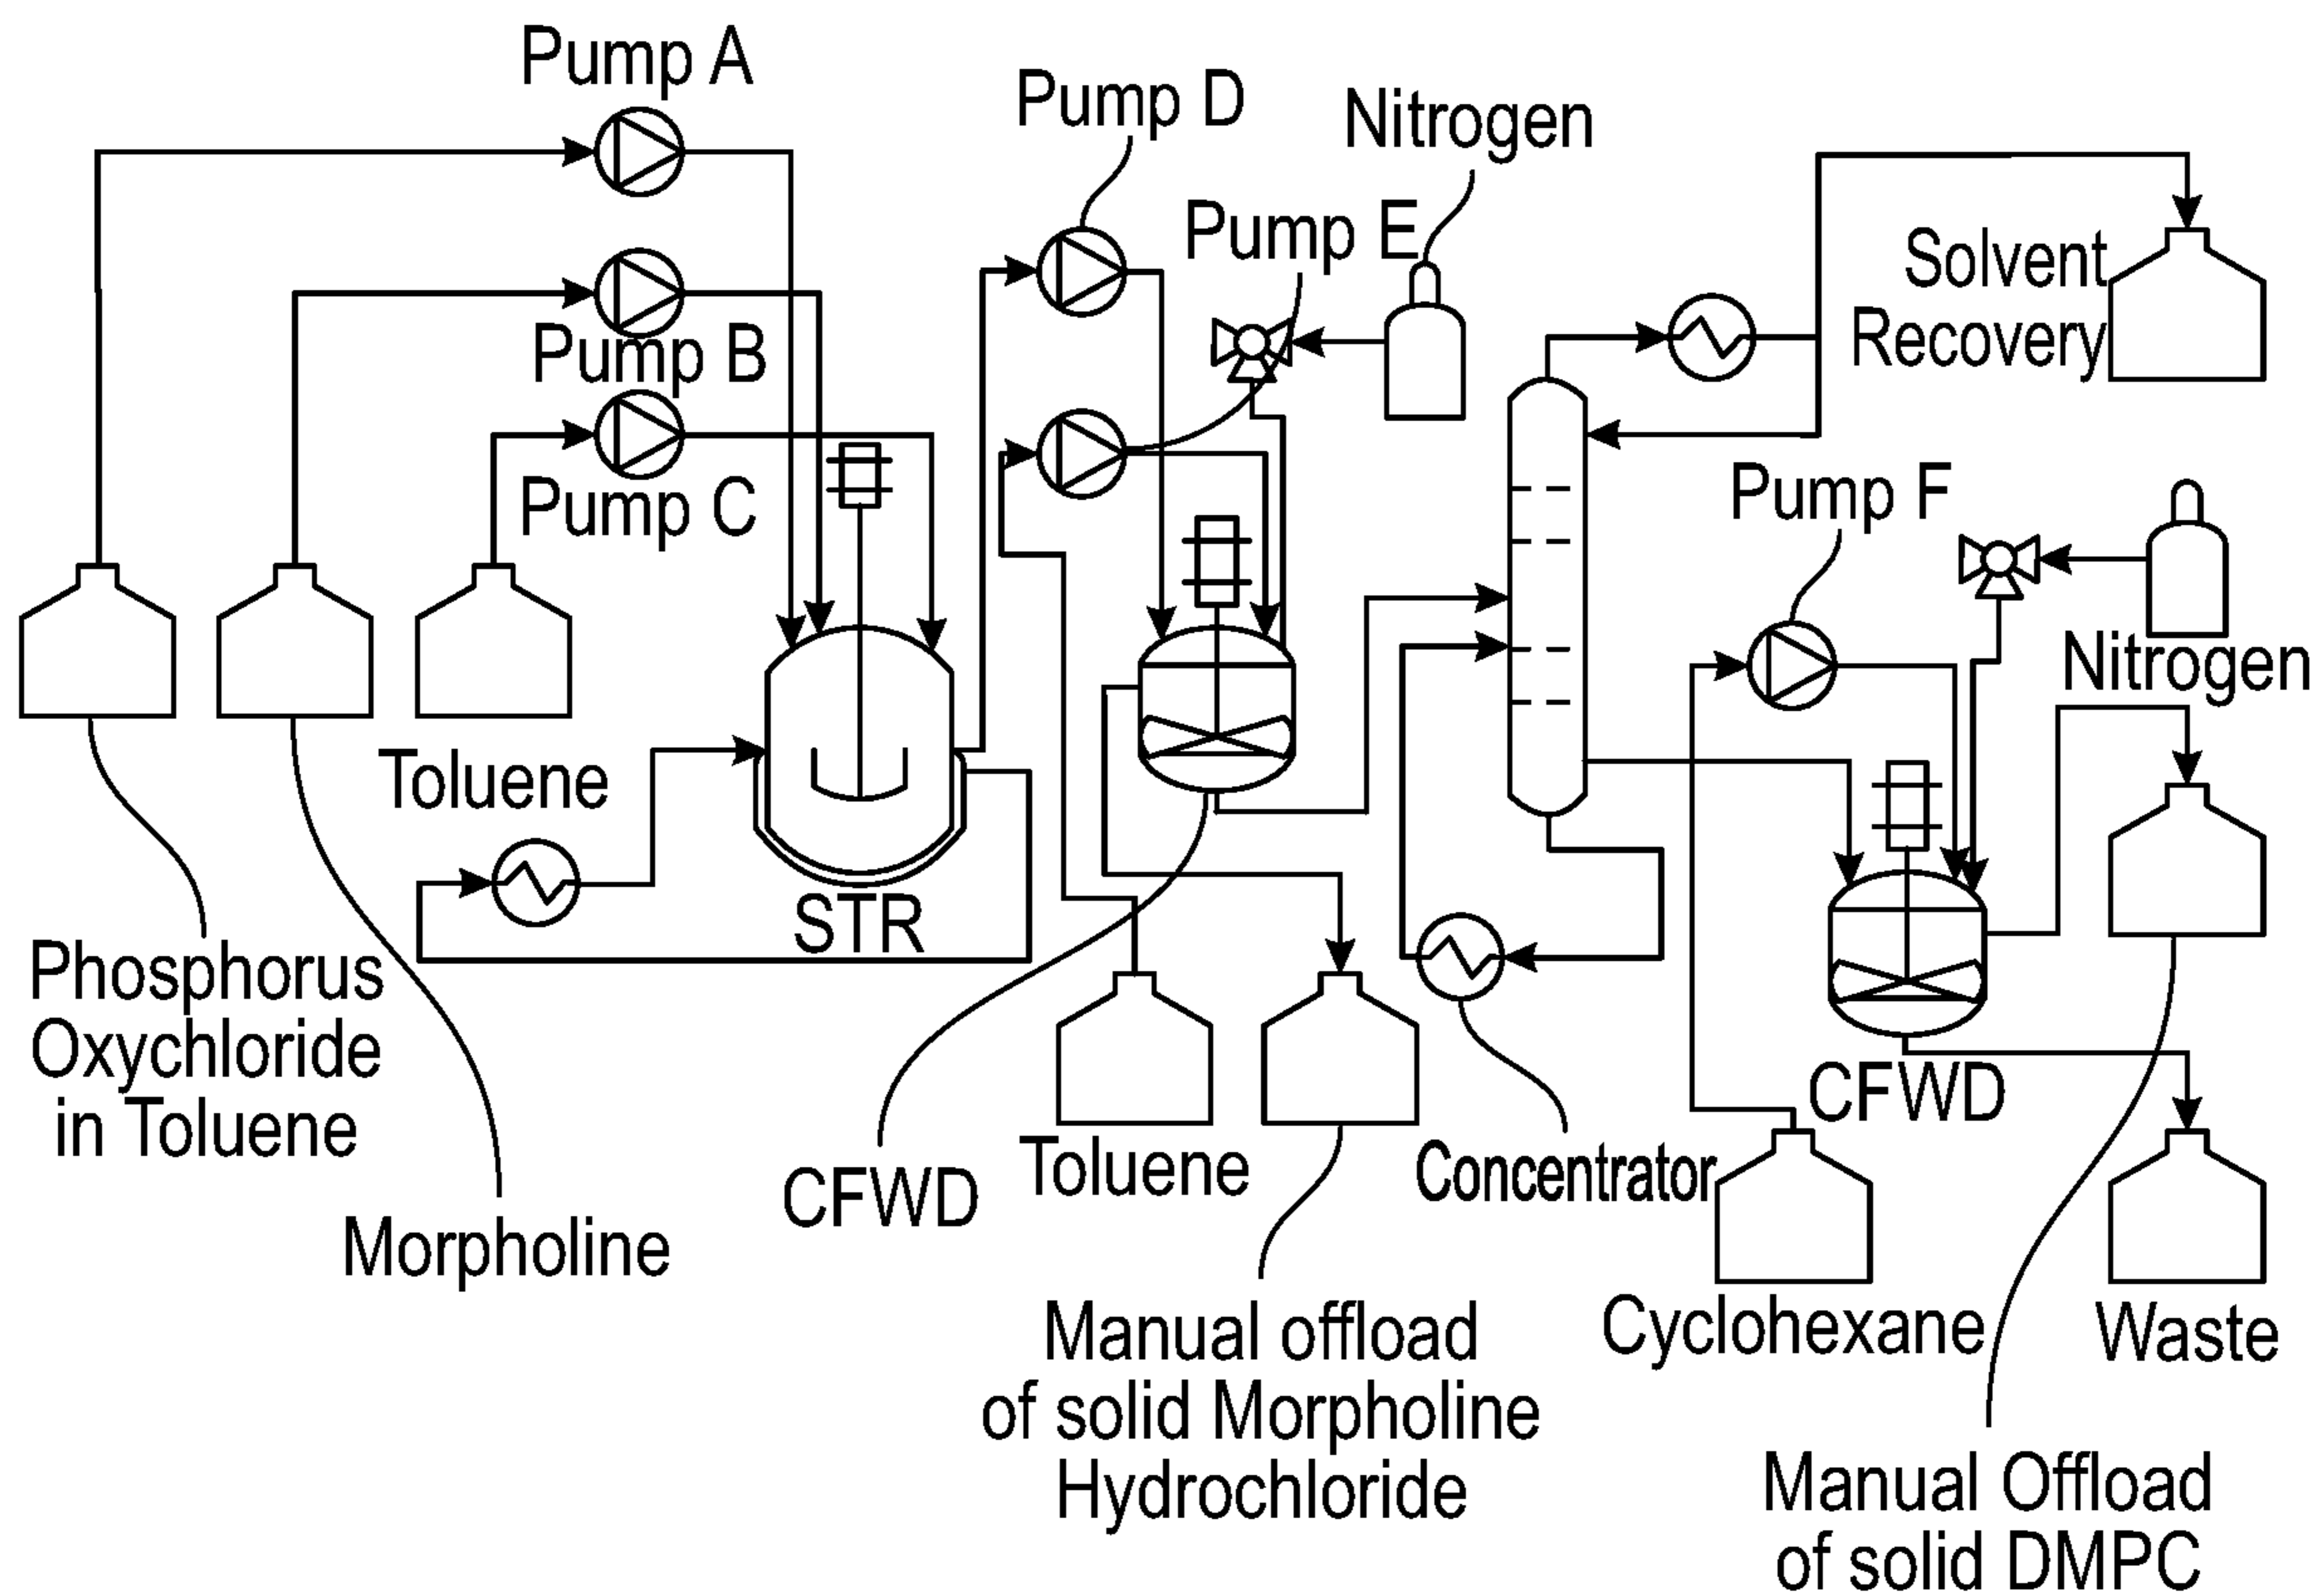 Pump A
Pump D
Nitrogen
Pump E
Solvent
Recovery
Pump B
Pump C
Pump F
Nitrogen
Toluene
STR
Phosphorus
Oxychloride
in Toluene
Morpholine
CFWD
Toluene
Concentrator
CFWD
Manual offload
of solid Morpholine
Hydrochloride
Cyclohexane
Waste
Manual Offload
of solid DMPC